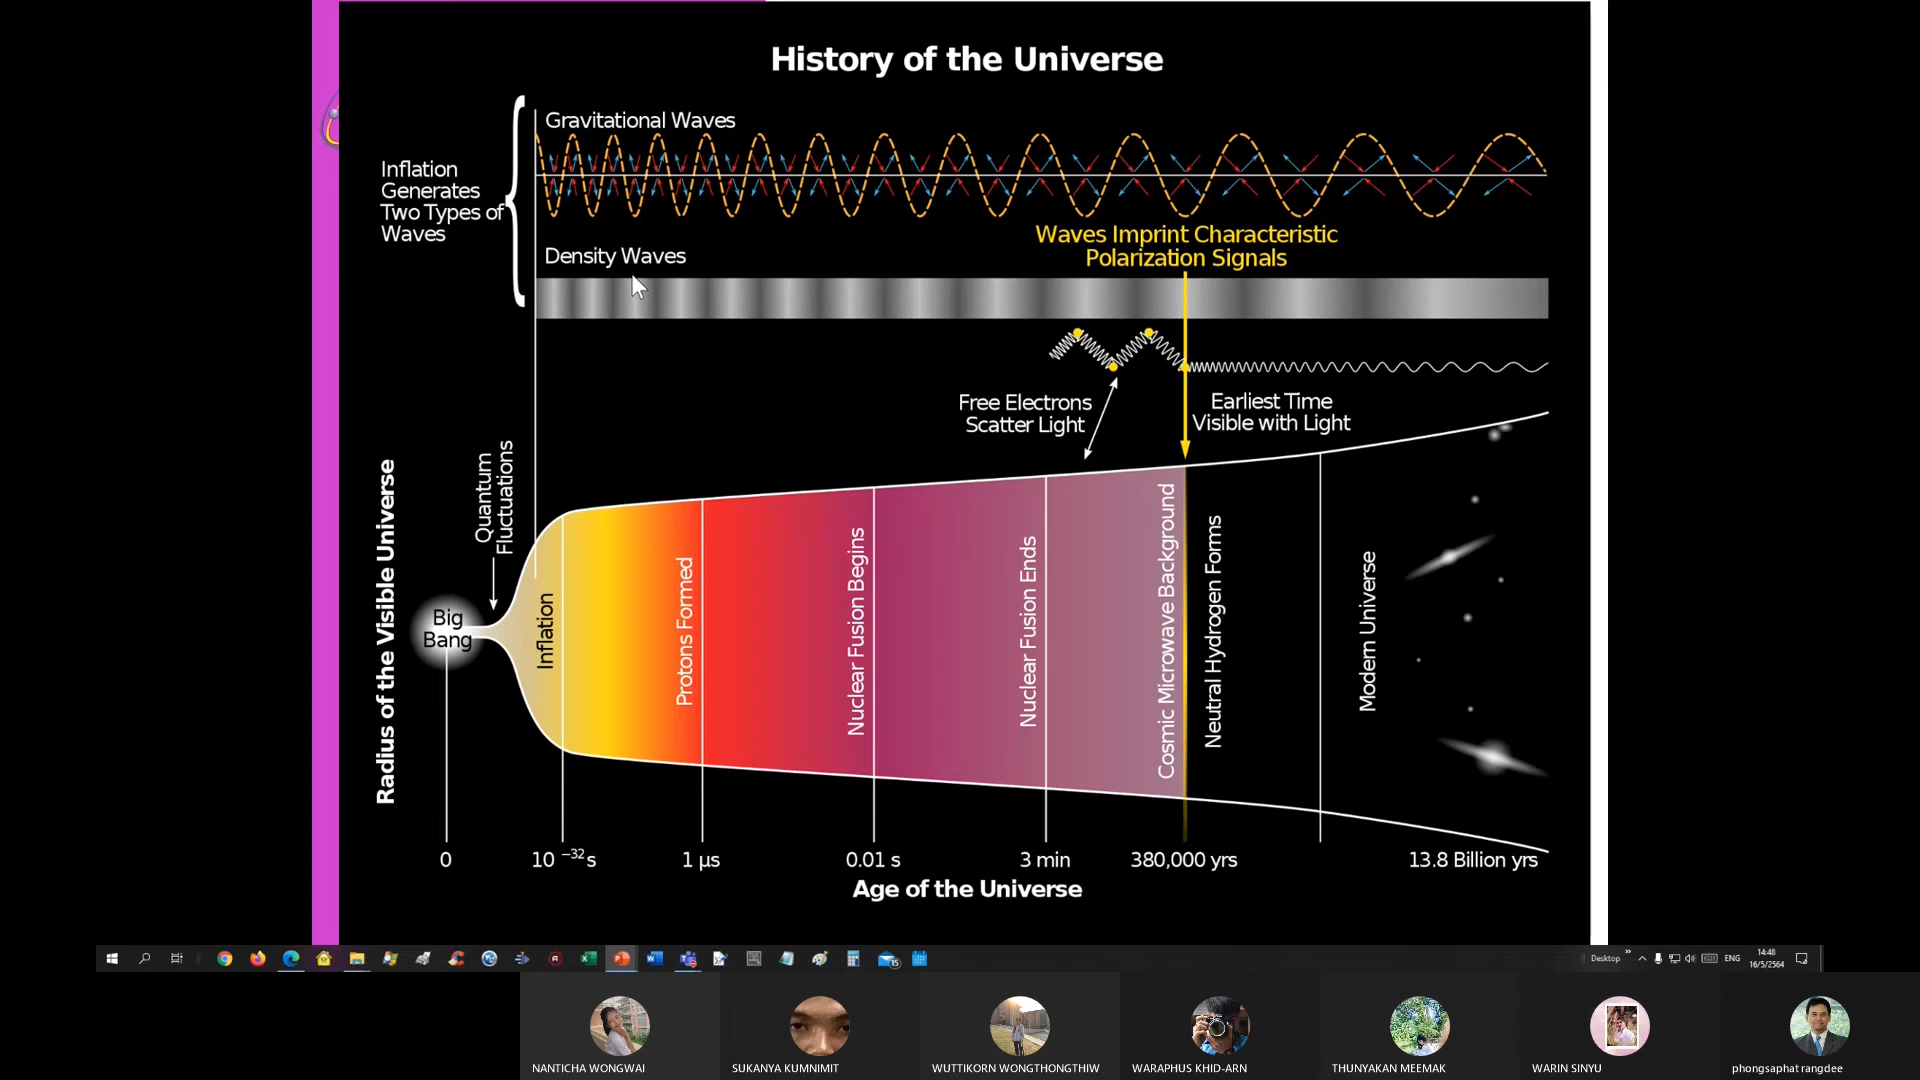 History of the Universe
Gravitational Waves
Inflation
Generates
Two Types of
Waves
Waves Imprint Characteristic
Polarization Signals
Density Waves
Free Electrons
Scatter Light
Earliest Time
Visible with Light
Quantum
Fluctuations
Radius of the Visible Universe
Big
Bang
Inflation
Protons Formed
Nuclear Fusion Begins
Nuclear Fusion Ends
Cosmic Microwave Background
Neutral Hydrogen Forms
Modern Universe
0
10 ⁻³²s
1 µs
0.01 s
3 min
380,000 yrs
13.8 Billion yrs
Age of the Universe
Desktop
ENG
14:48
16/5/2564
15
NANTICHA WONGWAI
SUKANYA KUMNIMIT
WUTTIKORN WONGTHONGTHIW
WARAPHUS KHID-ARN
THUNYAKAN MEEMAK
WARIN SINYU
phongsaphat rangdee